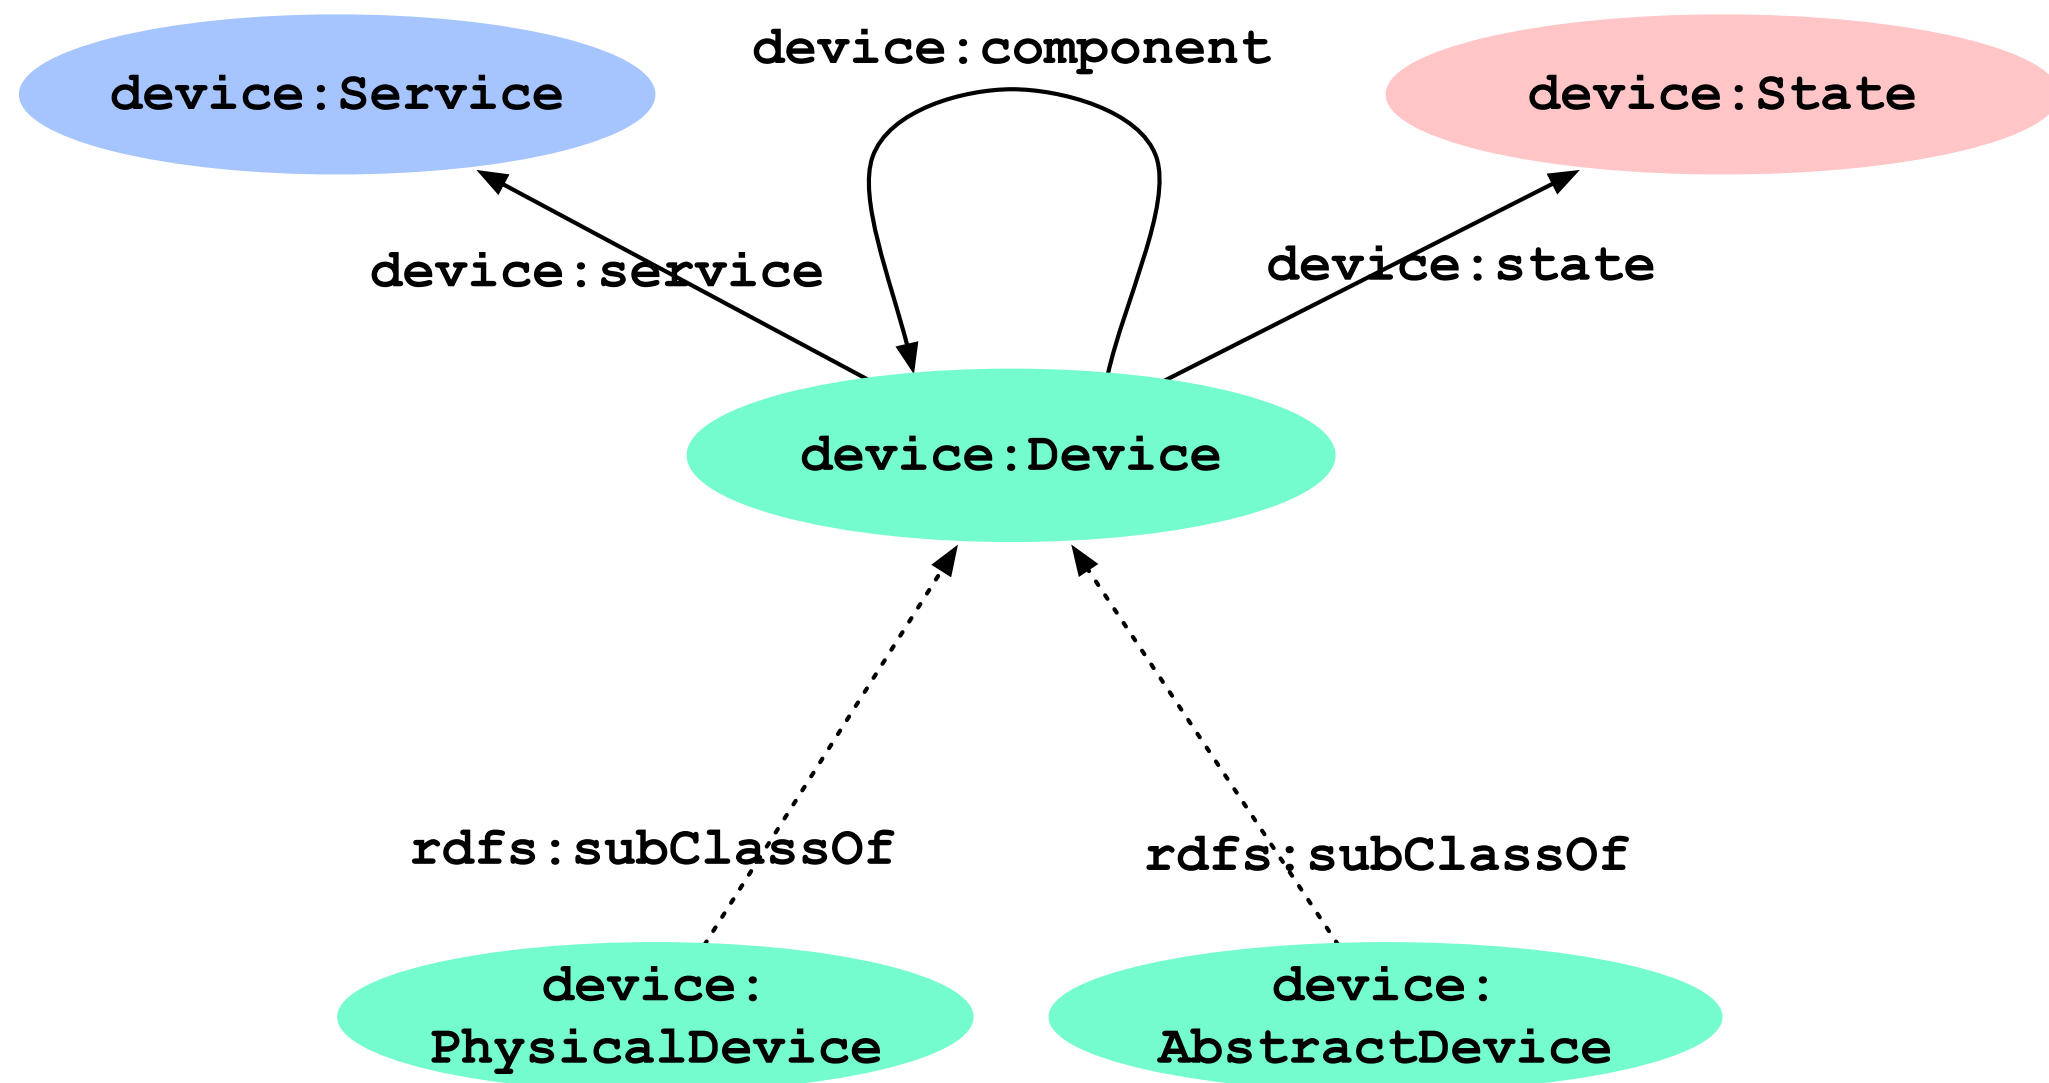 device:component
device:Service
device:State
device:service
device:state
device:Device
rdfs:subClassOf
rdfs:subClassOf
device:
PhysicalDevice
device:
AbstractDevice